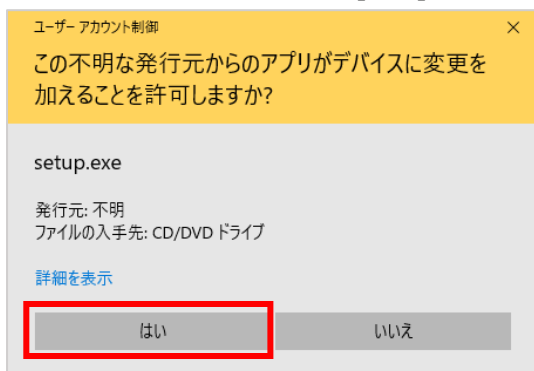 ユーザー アカウント制御
この不明な発行元からのアプリがデバイスに変更を
加えることを許可しますか?
setup.exe
発行元: 不明
ファイルの入手先: CD/DVD ドライブ
詳細を表示
はい
いいえ